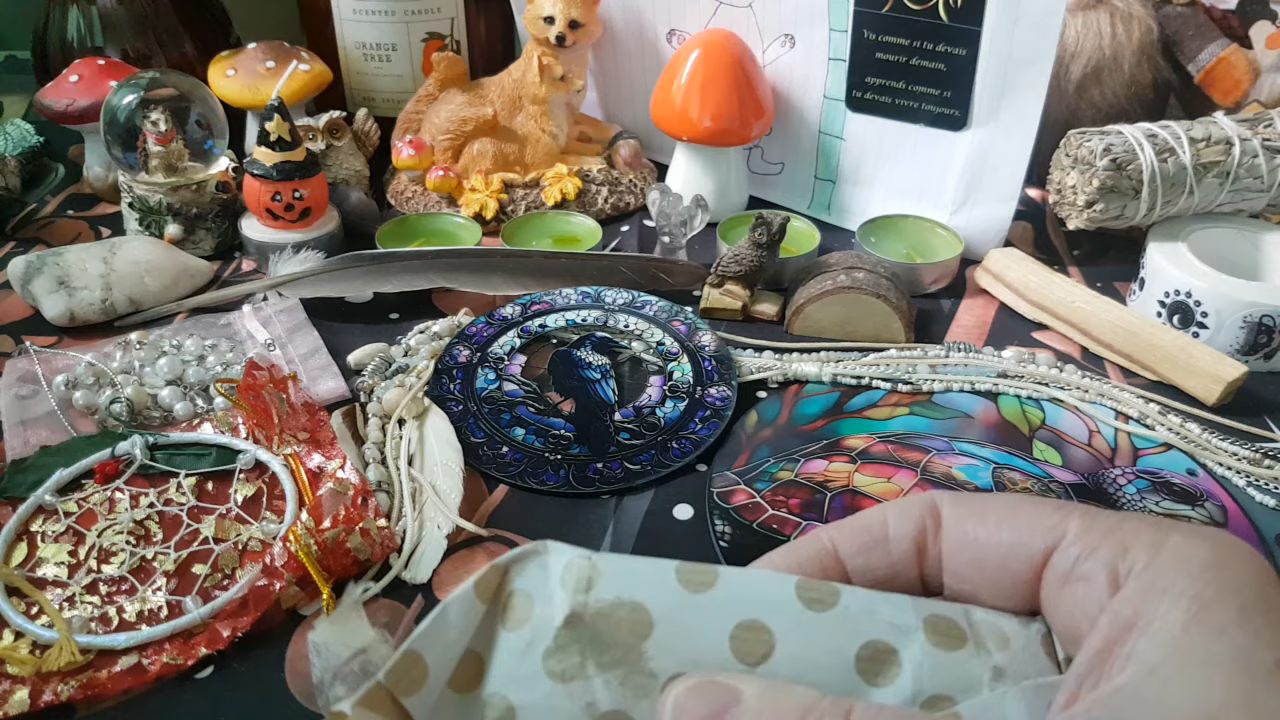 SCENTED CANDLE
ORANGE
TREE
Vis comme si tu devais
mourir demain,
apprends comme si
tu devais vivre toujours.